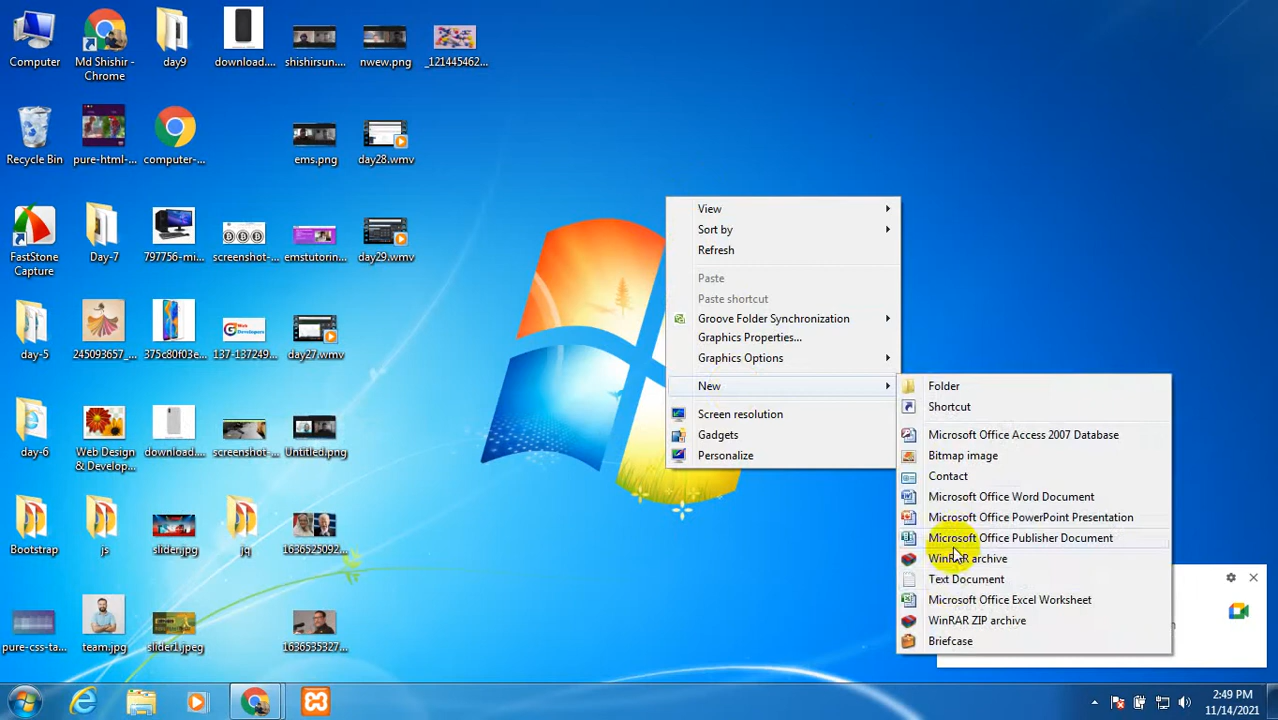 Computer
Md Shishir -
Chrome
day9
download....
shishirsun....
nwew.png
_121445462...
Recycle Bin
pure-html-...
computer-...
ems.png
day28.wmv
FastStone
Capture
Day-7
797756-mi...
screenshot-...
emstutorin...
day29.wmv
day-5
245093657_...
375c80f03e...
137-137249...
day27.wmv
day-6
Web Design
& Develop...
download....
screenshot-...
Untitled.png
Bootstrap
js
slider.jpg
jq
1636525092...
pure-css-ta...
team.jpg
slider1.jpeg
1636535327...
View
Sort by
Refresh
Paste
Paste shortcut
Groove Folder Synchronization
Graphics Properties...
Graphics Options
New
Screen resolution
Gadgets
Personalize
Folder
Shortcut
Microsoft Office Access 2007 Database
Bitmap image
Contact
Microsoft Office Word Document
Microsoft Office PowerPoint Presentation
Microsoft Office Publisher Document
WinRAR archive
Text Document
Microsoft Office Excel Worksheet
WinRAR ZIP archive
Briefcase
2:49 PM
11/14/2021